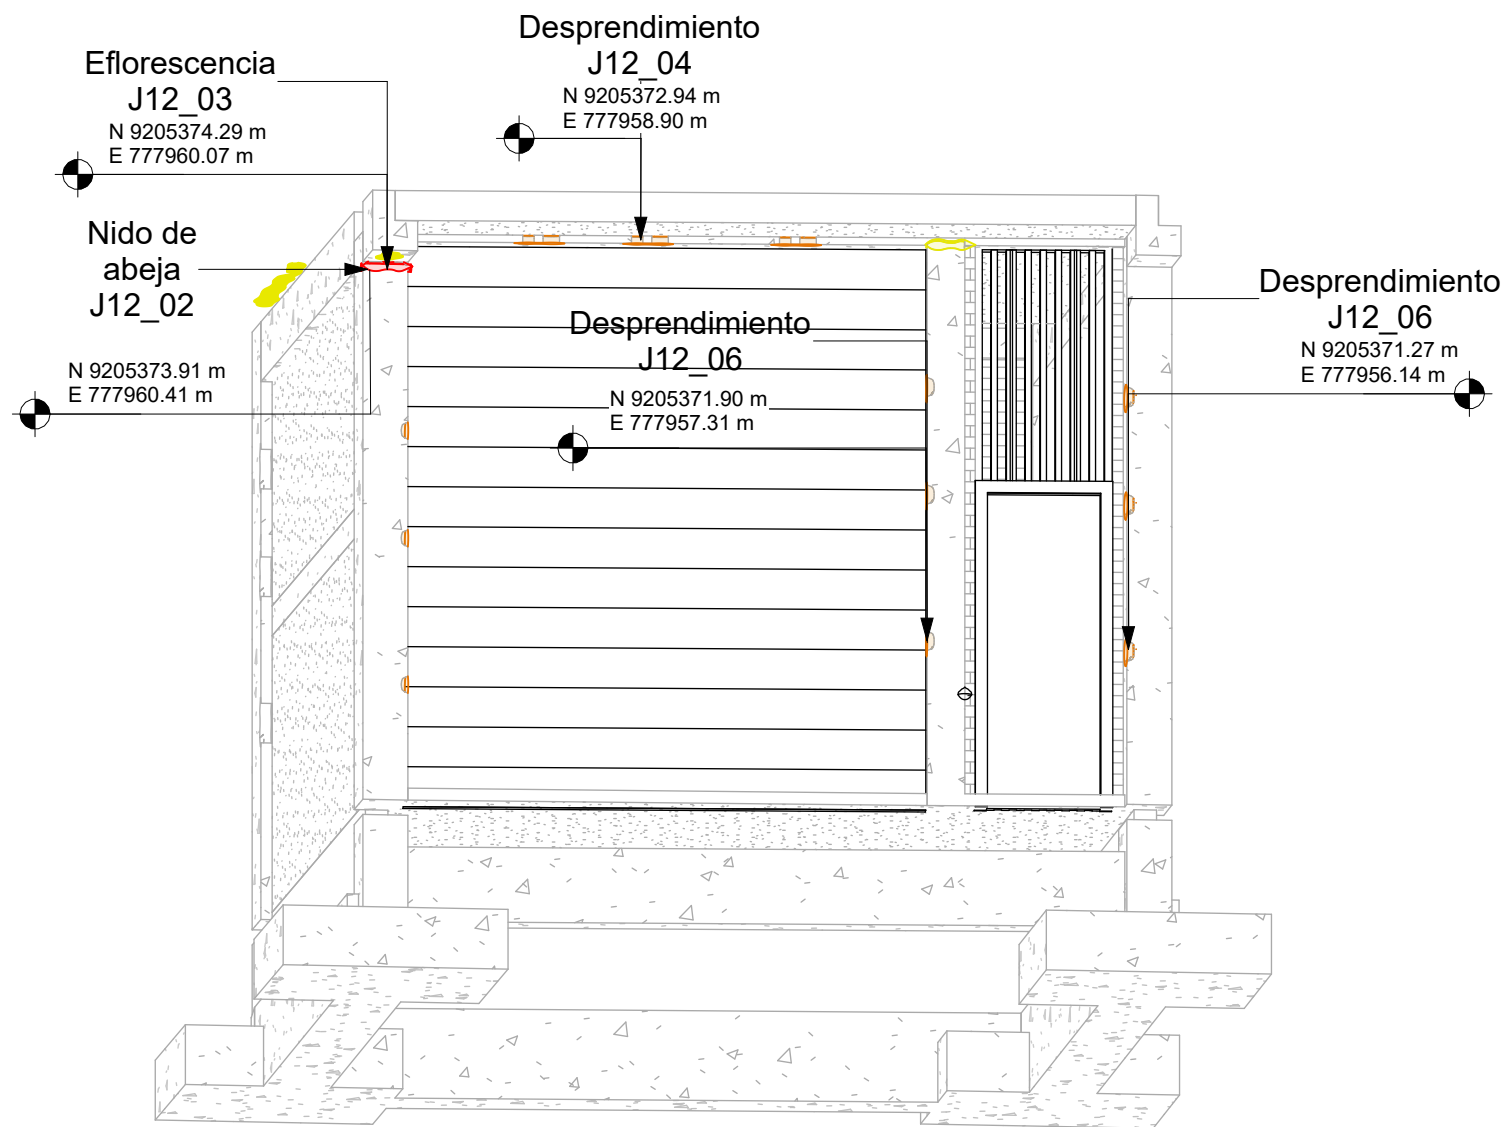 Desprendimiento
J12_04
N 9205372.94 m
E 777958.90 m
Eflorescencia
J12_03
N 9205374.29 m
E 777960.07 m
Nido de
abeja
J12_02
N 9205373.91 m
E 777960.41 m
Desprendimiento
J12_06
N 9205371.90 m
E 777957.31 m
Desprendimiento
J12_06
N 9205371.27 m
E 777956.14 m